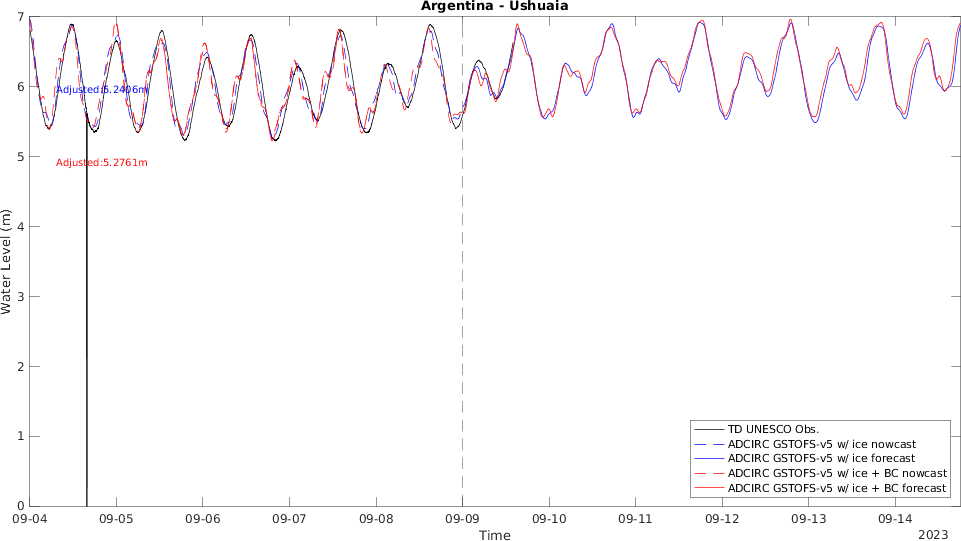 Argentina - Ushuaia
7
6
5
4
3
2
1
0
Water Level (m)
Adjusted:5.2406m
Adjusted:5.2761m
TD UNESCO Obs.
ADCIRC GSTOFS-v5 w/ ice nowcast
ADCIRC GSTOFS-v5 w/ ice forecast
ADCIRC GSTOFS-v5 w/ ice + BC nowcast
ADCIRC GSTOFS-v5 w/ ice + BC forecast
09-04 09-05 09-06 09-07 09-08 09-09 09-10 09-11 09-12 09-13 09-14
Time
2023